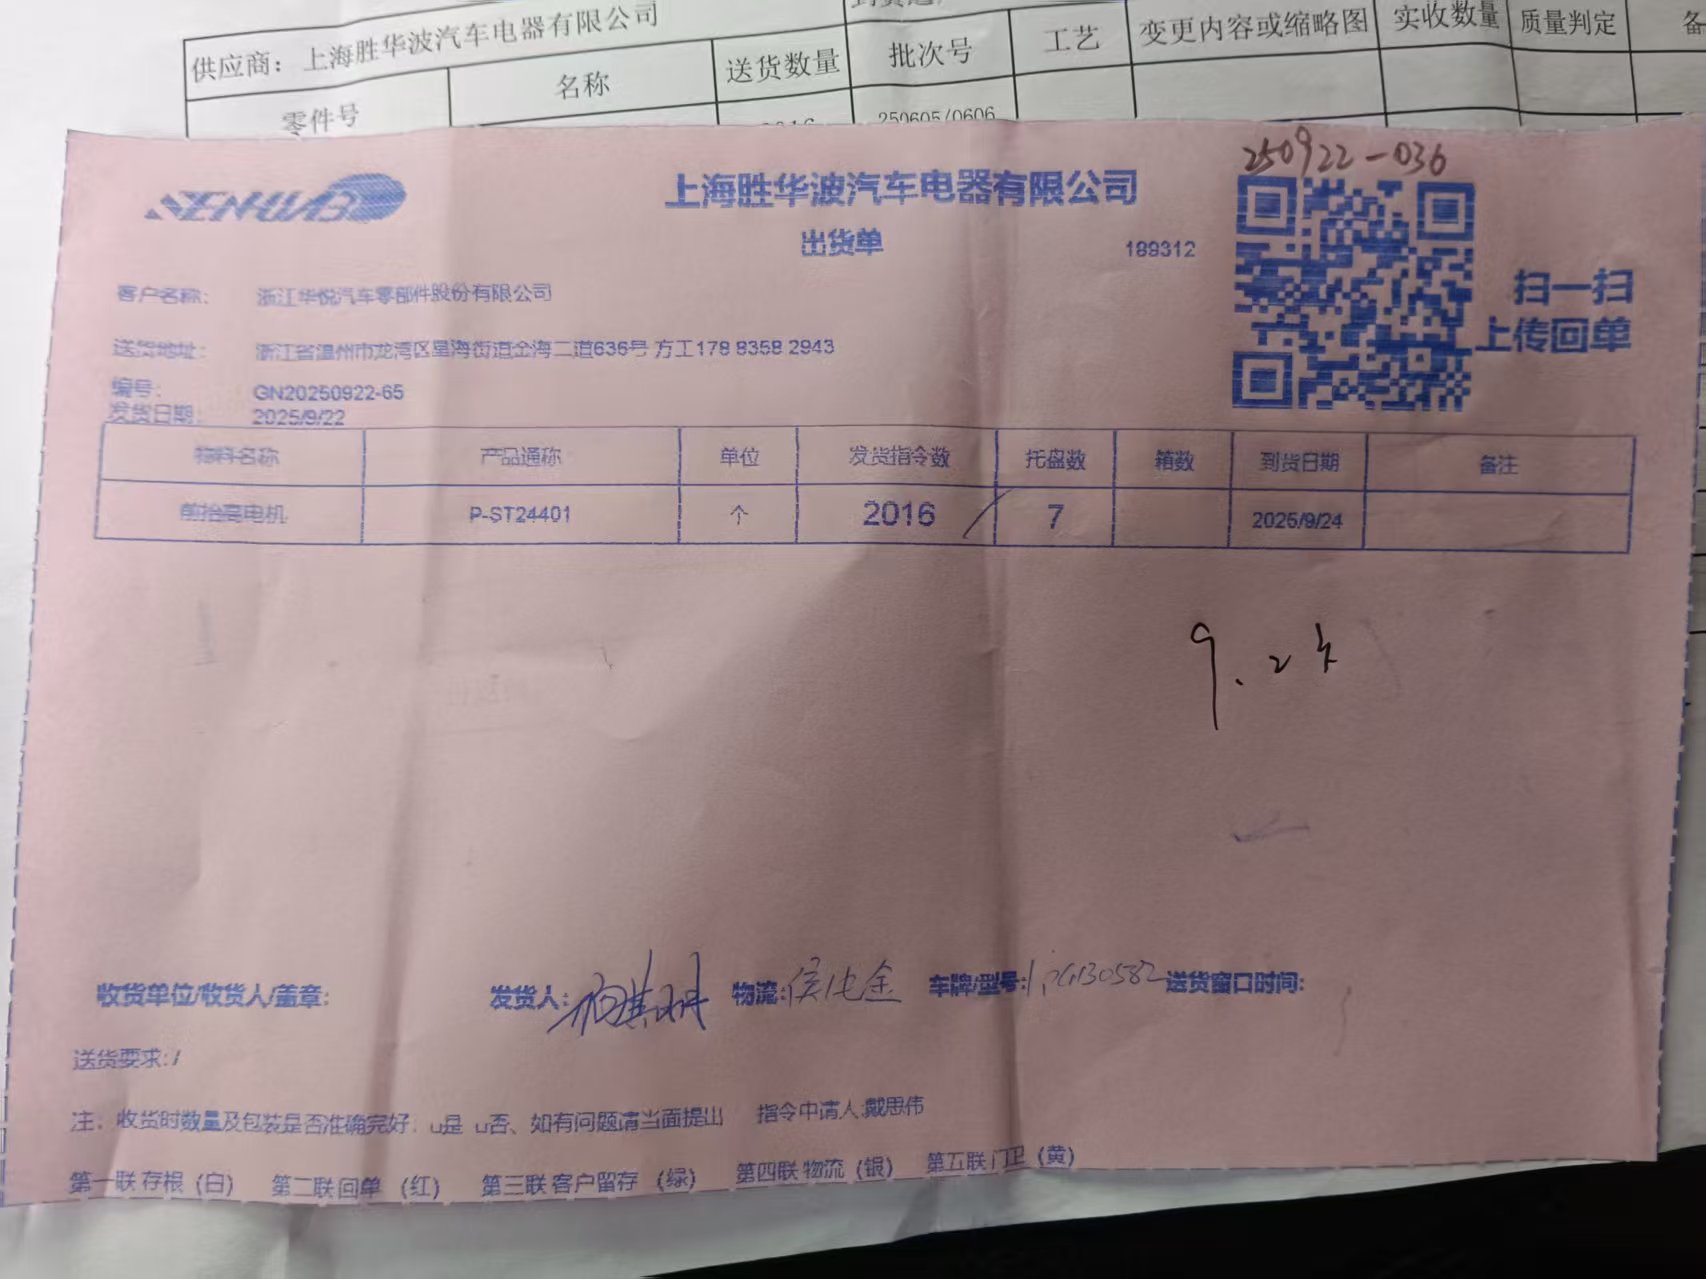 供应商：上海胜华波汽车电器有限公司
零件号 名称 送货数量 批次号 工艺 变更内容或缩略图 实收数量 质量判定 备
250605/0606
250922-036
SENHWAB
上海胜华波汽车电器有限公司
出货单
189312
扫一扫
上传回单
客户名称： 浙江华悦汽车零部件股份有限公司
送货地址： 浙江省温州市龙湾区星海街道金海二道636号 方工178 8358 2943
编号： GN20250922-65
发货日期： 2025/9/22
物料名称 产品通称 单位 发货指令数 托盘数 箱数 到货日期 备注
前抬高电机 P-ST24401 个 2016 7 2025/9/24
9.24
收货单位/收货人/盖章： 发货人： 物流： 车牌/型号： 送货窗口时间：
送货要求：/
注：收货时数量及包装是否准确完好：u是 u否、如有问题请当面提出 指令申请人:戴思伟
第一联 存根（白） 第二联 回单 （红） 第三联 客户留存 （绿） 第四联 物流（银） 第五联 门卫（黄）